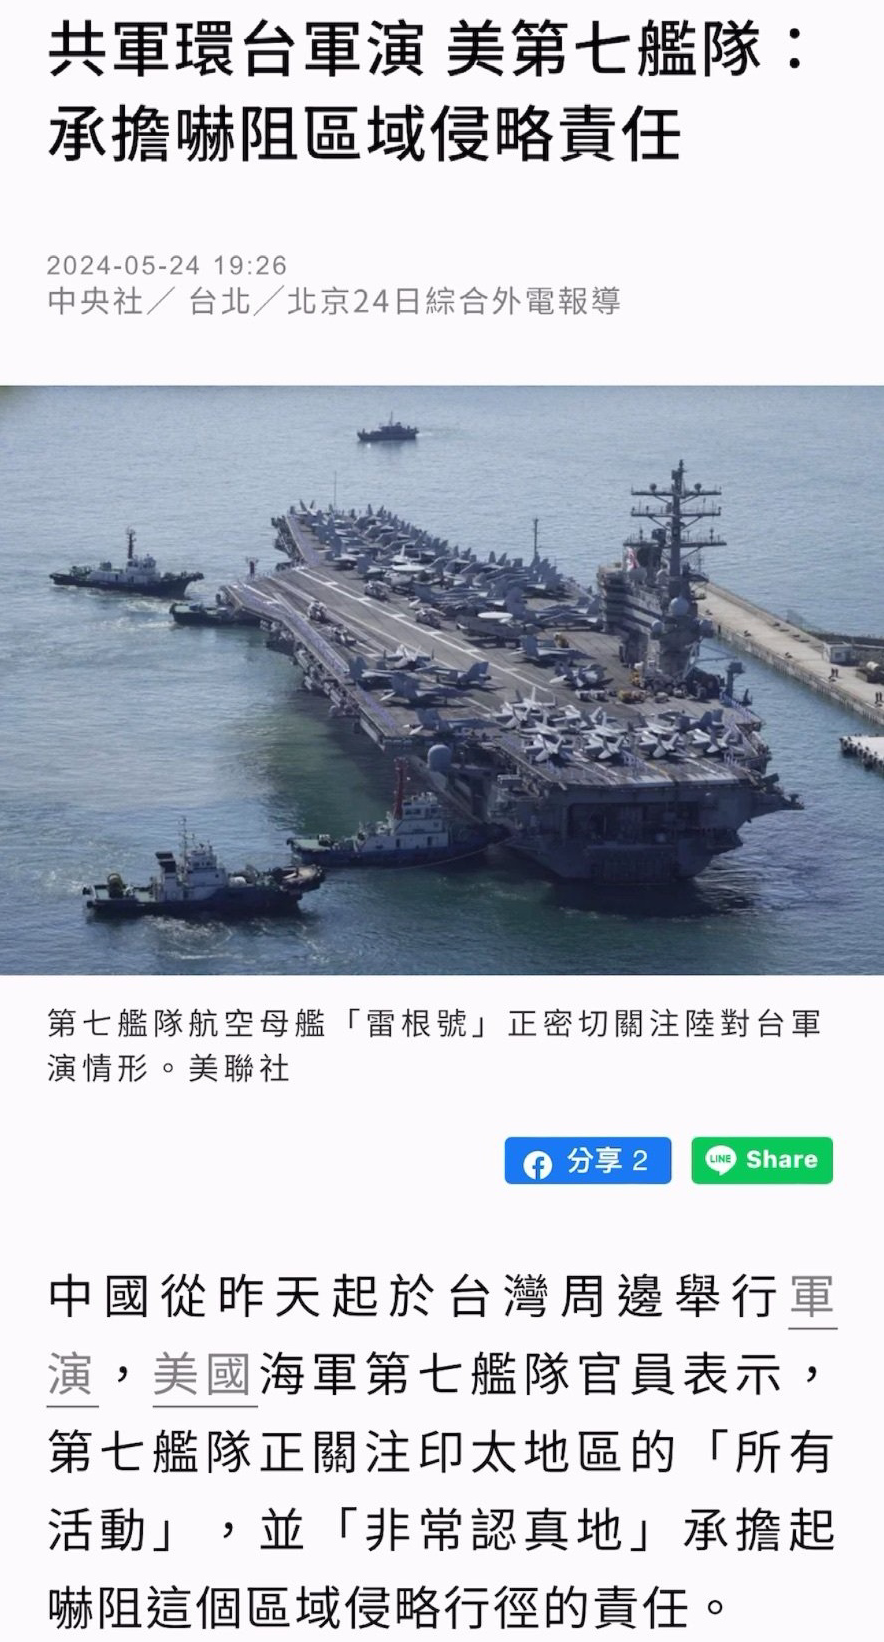 共軍環台軍演 美第七艦隊：
承擔嚇阻區域侵略責任
2024-05-24 19:26
中央社／ 台北／北京24日綜合外電報導
第七艦隊航空母艦「雷根號」正密切關注陸對台軍
演情形。美聯社
分享 2
LINE Share
中國從昨天起於台灣周邊舉行軍
演，美國海軍第七艦隊官員表示，
第七艦隊正關注印太地區的「所有
活動」，並「非常認真地」承擔起
嚇阻這個區域侵略行徑的責任。